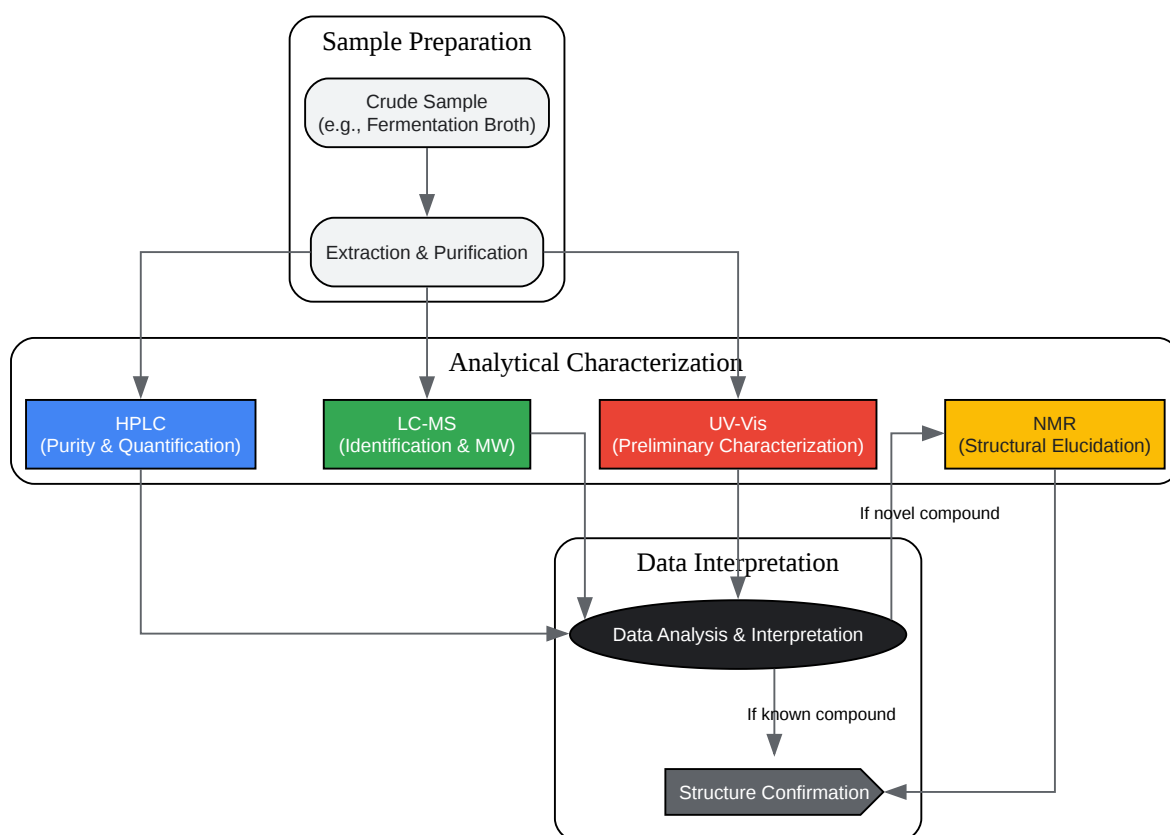 Sample Preparation
Crude Sample
(e.g., Fermentation Broth)
Extraction & Purification
Analytical Characterization
HPLC
(Purity & Quantification)
LC-MS
(Identification & MW)
UV-Vis
(Preliminary Characterization)
NMR
(Structural Elucidation)
If novel compound
Data Interpretation
Data Analysis & Interpretation
If known compound
Structure Confirmation